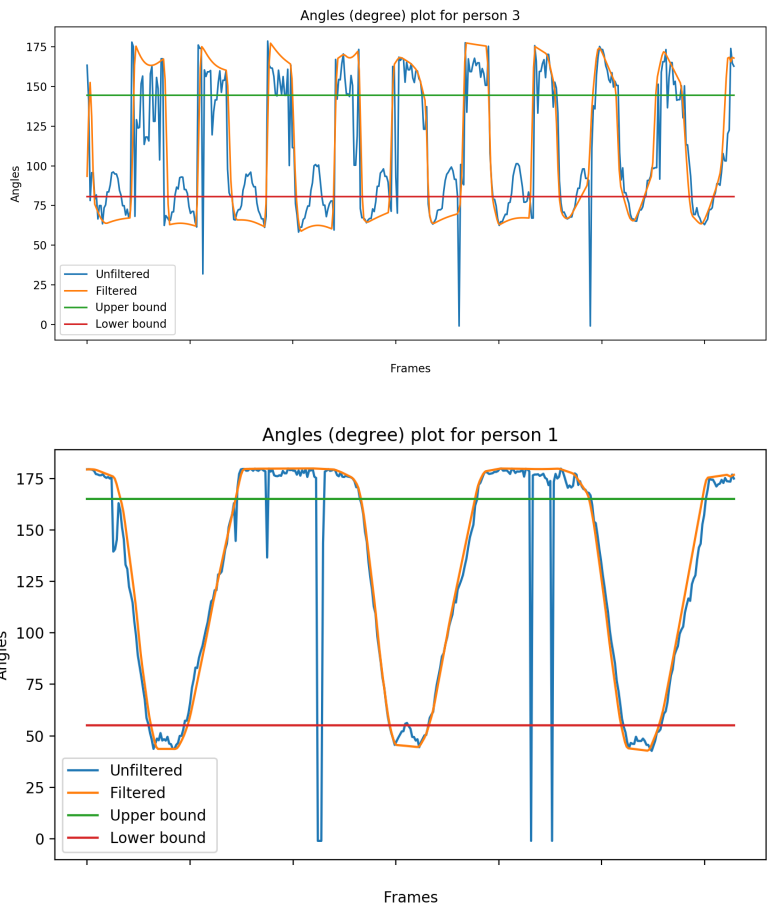 Angles (degree) plot for person 3
175
150
125
100
75
50
25
0
Angles
Unfiltered
Filtered
Upper bound
Lower bound
Frames
Angles (degree) plot for person 1
175
150
125
100
75
50
25
0
Angles
Unfiltered
Filtered
Upper bound
Lower bound
Frames